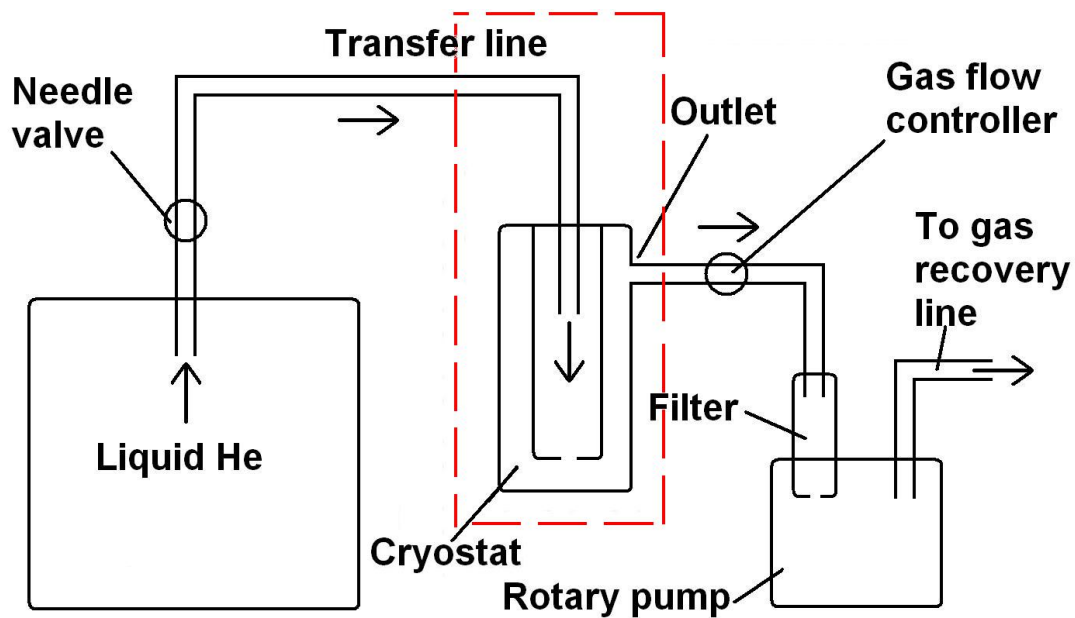 Transfer line
Needle
valve
Gas flow
controller
Outlet
To gas
recovery
line
Filter
Liquid He
Cryostat
Rotary pump